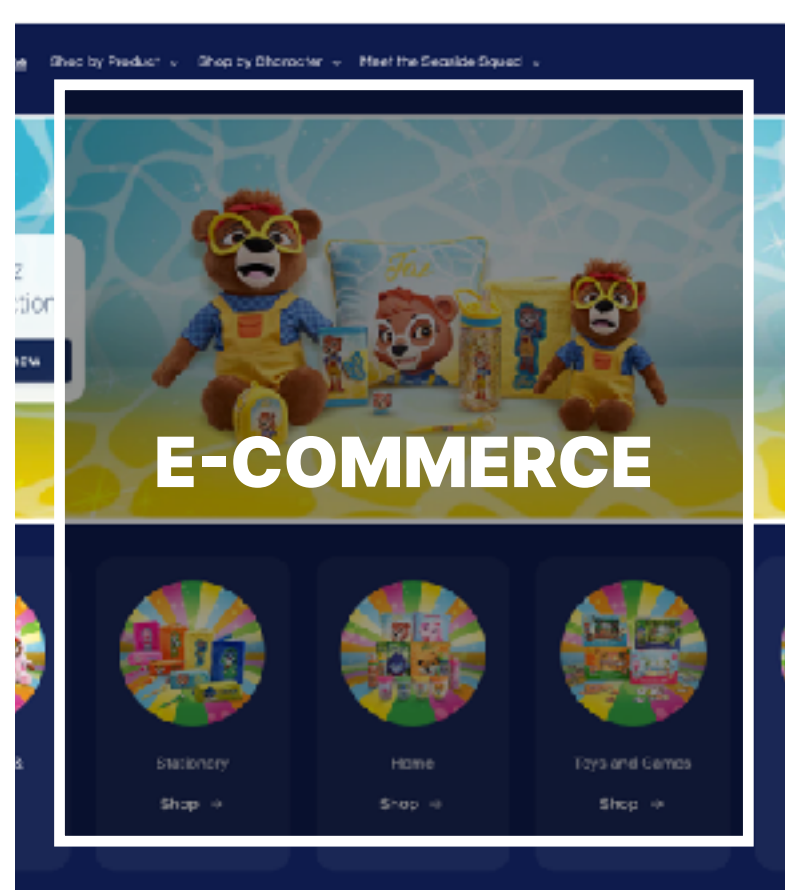 Shop by Product Shop by Character Meet the Seaside Squad
E-COMMERCE
Stationery Home Toys and Games
Shop → Shop → Shop →
&